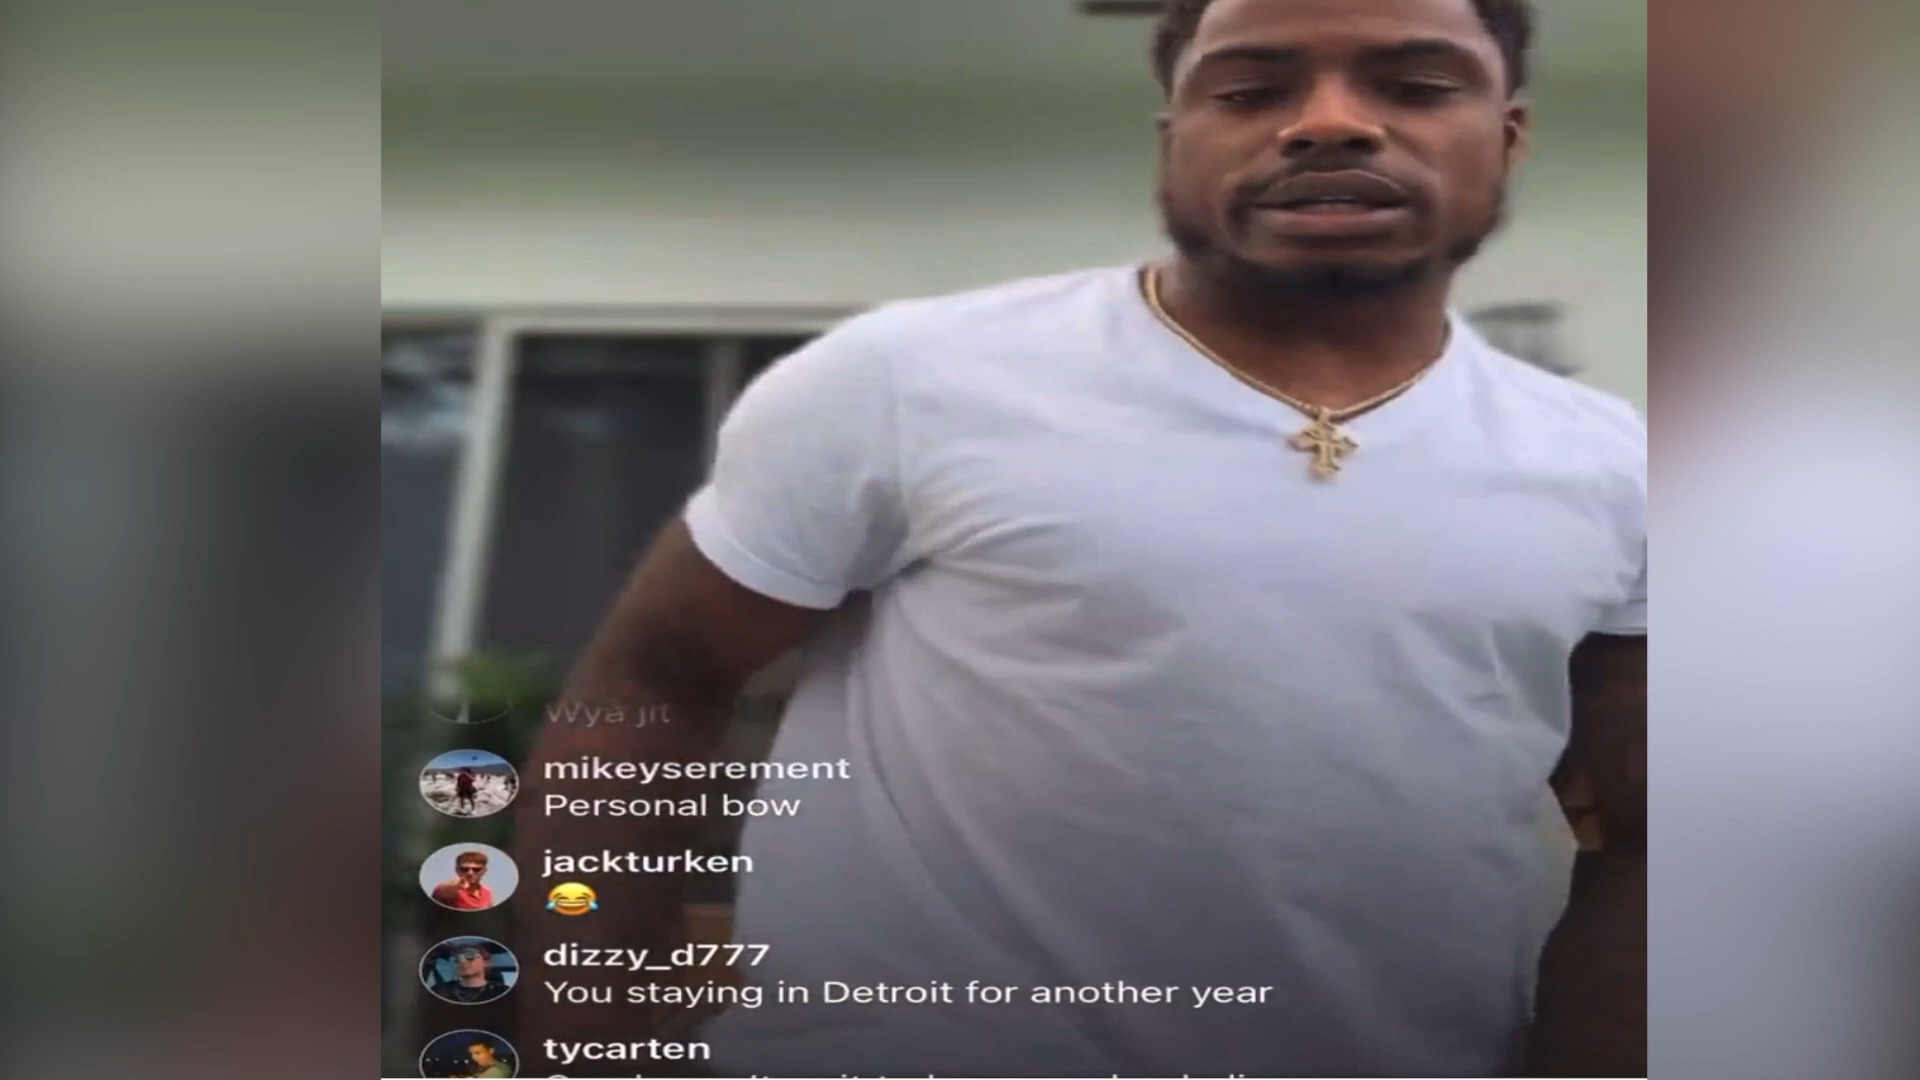 Wya jit
mikeyserement
Personal bow
jackturken
😂
dizzy_d777
You staying in Detroit for another year
tycarten